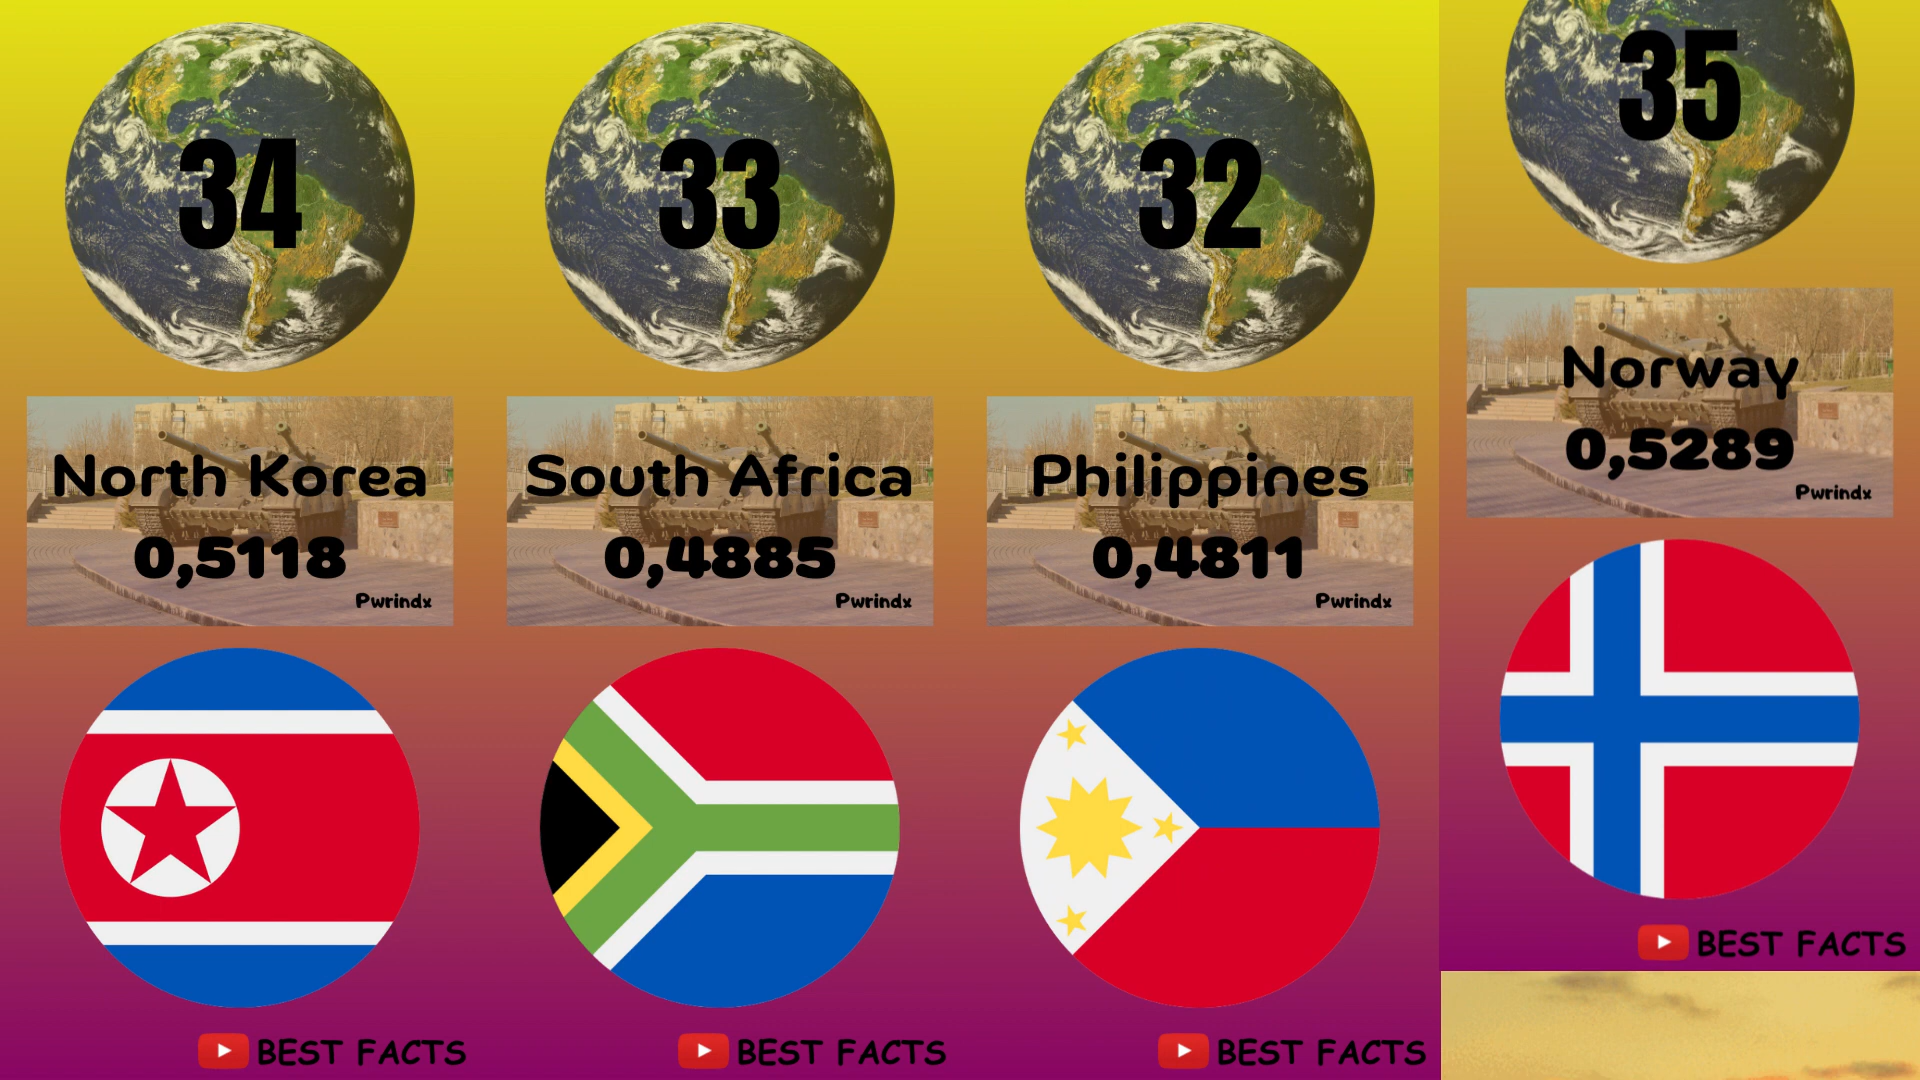 34
North Korea
0,5118
Pwrindx
BEST FACTS
33
South Africa
0,4885
Pwrindx
BEST FACTS
32
Philippines
0,4811
Pwrindx
BEST FACTS
35
Norway
0,5289
Pwrindx
BEST FACTS